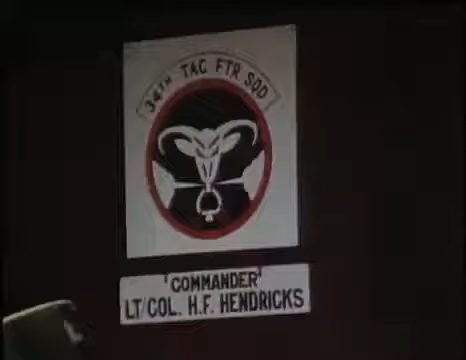 34TH TAC FTR SQD
'COMMANDER'
LT/COL. H.F. HENDRICKS